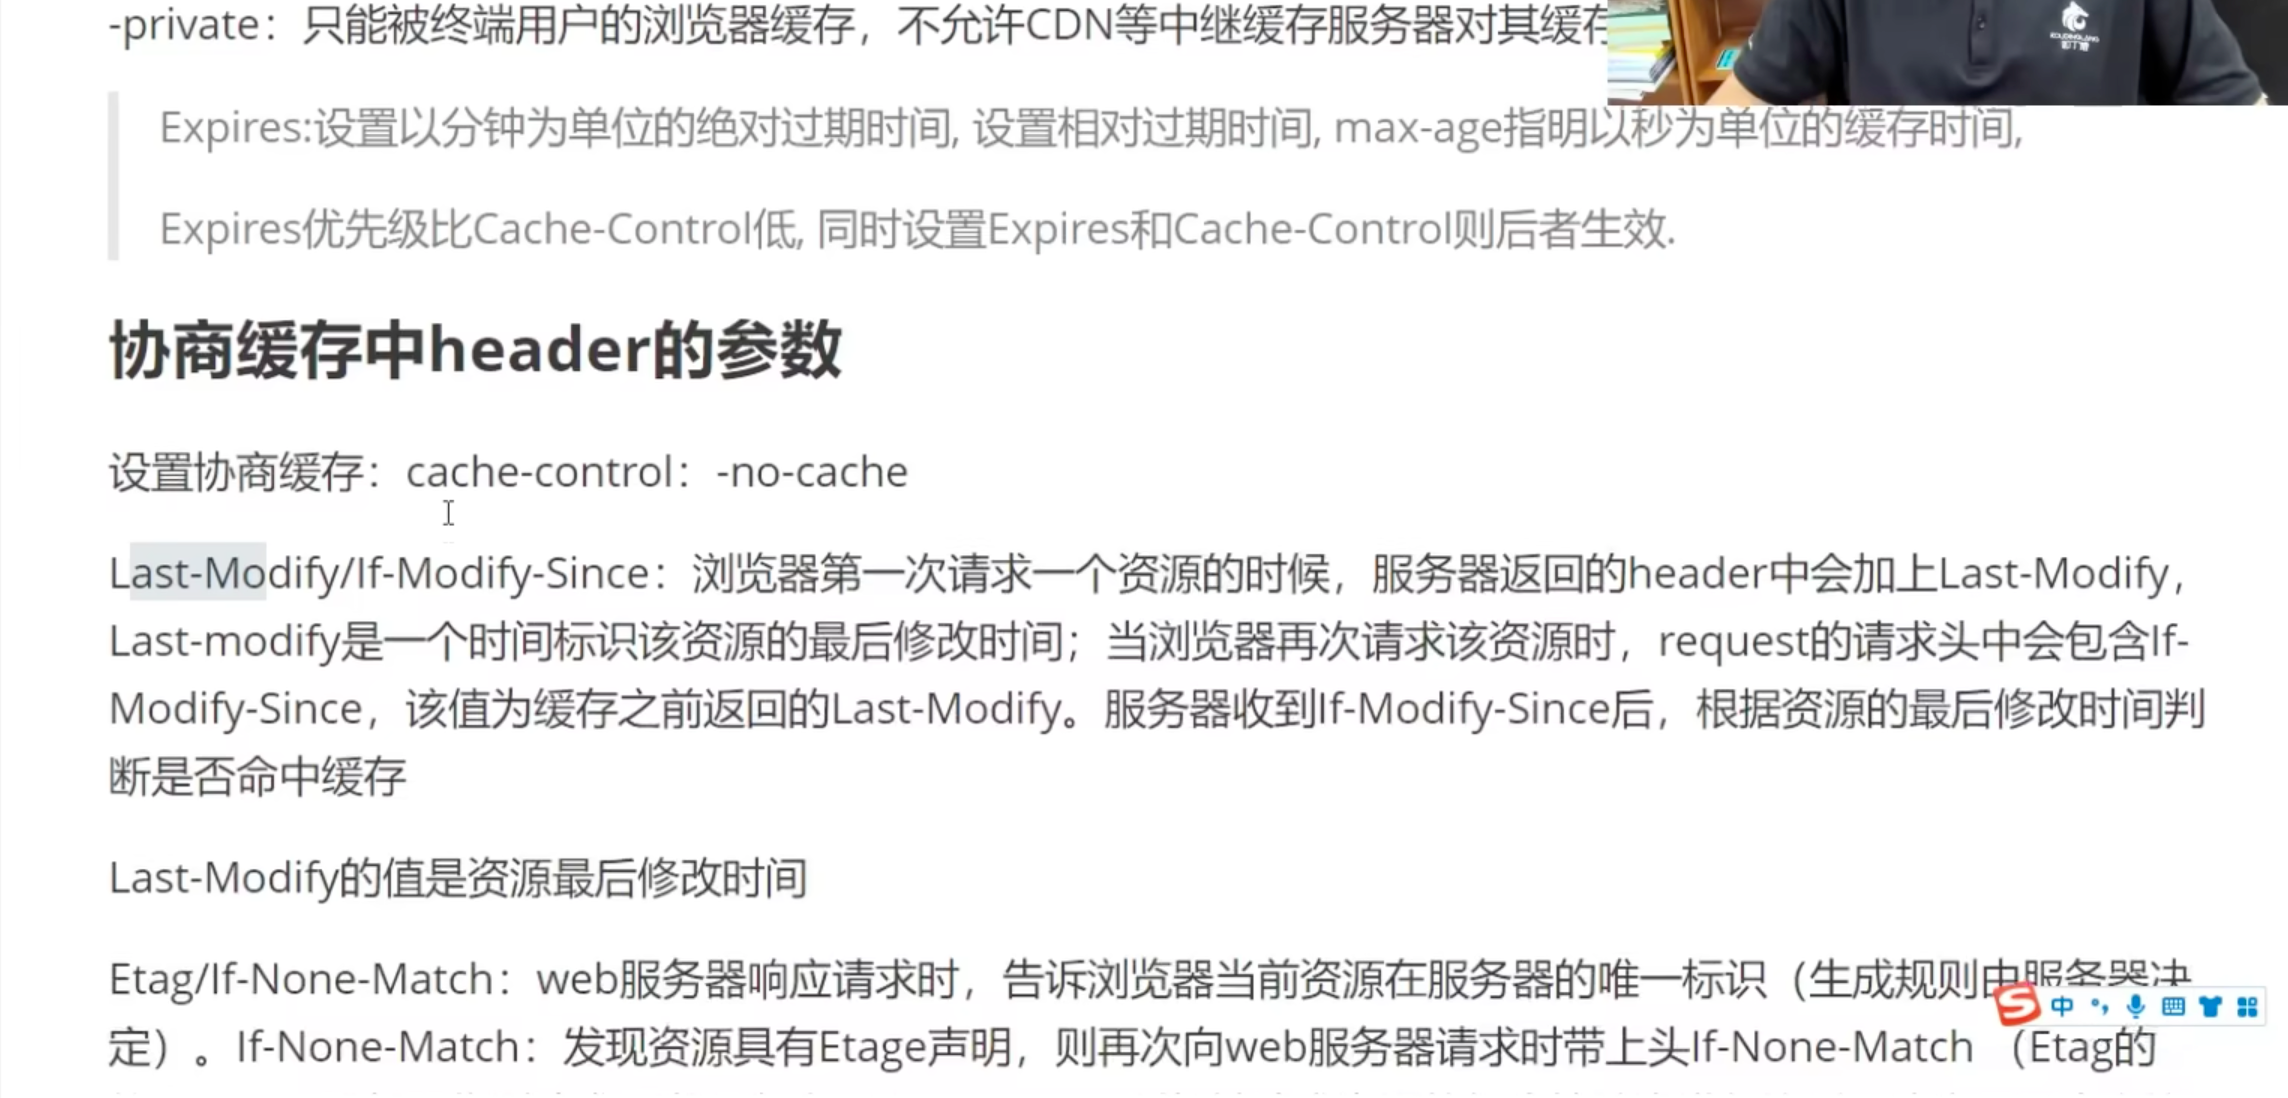 -private：只能被终端用户的浏览器缓存，不允许CDN等中继缓存服务器对其缓存
Expires:设置以分钟为单位的绝对过期时间, 设置相对过期时间, max-age指明以秒为单位的缓存时间,
Expires优先级比Cache-Control低, 同时设置Expires和Cache-Control则后者生效.
协商缓存中header的参数
设置协商缓存：cache-control：-no-cache
Last-Modify/If-Modify-Since：浏览器第一次请求一个资源的时候，服务器返回的header中会加上Last-Modify，
Last-modify是一个时间标识该资源的最后修改时间；当浏览器再次请求该资源时，request的请求头中会包含If-
Modify-Since，该值为缓存之前返回的Last-Modify。服务器收到If-Modify-Since后，根据资源的最后修改时间判
断是否命中缓存
Last-Modify的值是资源最后修改时间
Etag/If-None-Match：web服务器响应请求时，告诉浏览器当前资源在服务器的唯一标识（生成规则由服务器决
中
定）。If-None-Match：发现资源具有Etage声明，则再次向web服务器请求时带上头If-None-Match （Etag的